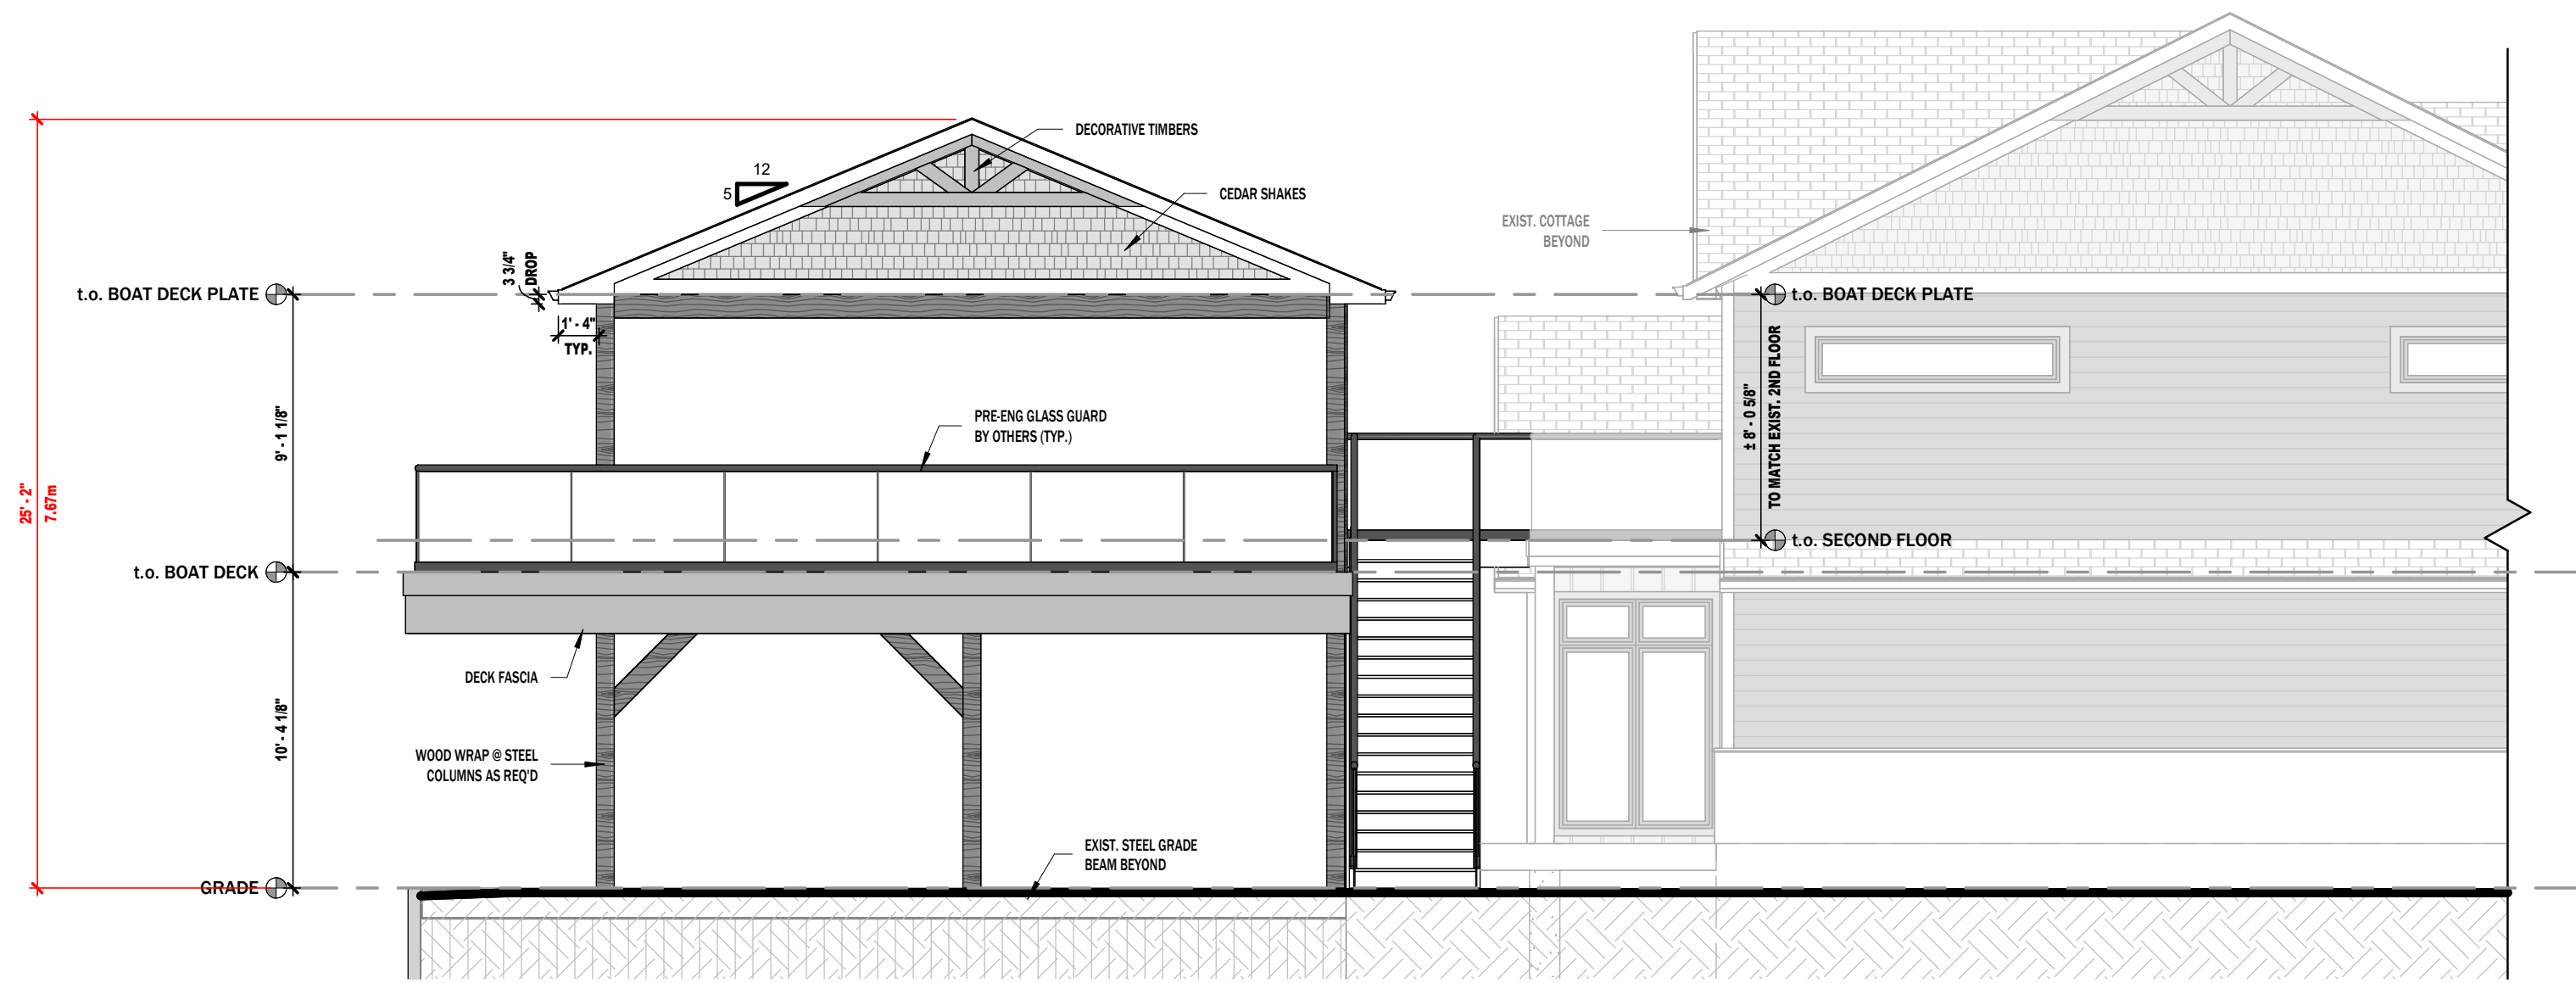 DECORATIVE TIMBERS
12
5
CEDAR SHAKES
EXIST. COTTAGE
BEYOND
3 3/4"
DROP
t.o. BOAT DECK PLATE
t.o. BOAT DECK PLATE
1' - 4"
TYP.
9' - 1 1/8"
PRE-ENG GLASS GUARD
BY OTHERS (TYP.)
± 8' - 0 5/8"
TO MATCH EXIST. 2ND FLOOR
25' - 2"
7.67m
t.o. SECOND FLOOR
t.o. BOAT DECK
DECK FASCIA
10' - 4 1/8"
WOOD WRAP @ STEEL
COLUMNS AS REQ'D
EXIST. STEEL GRADE
BEAM BEYOND
GRADE